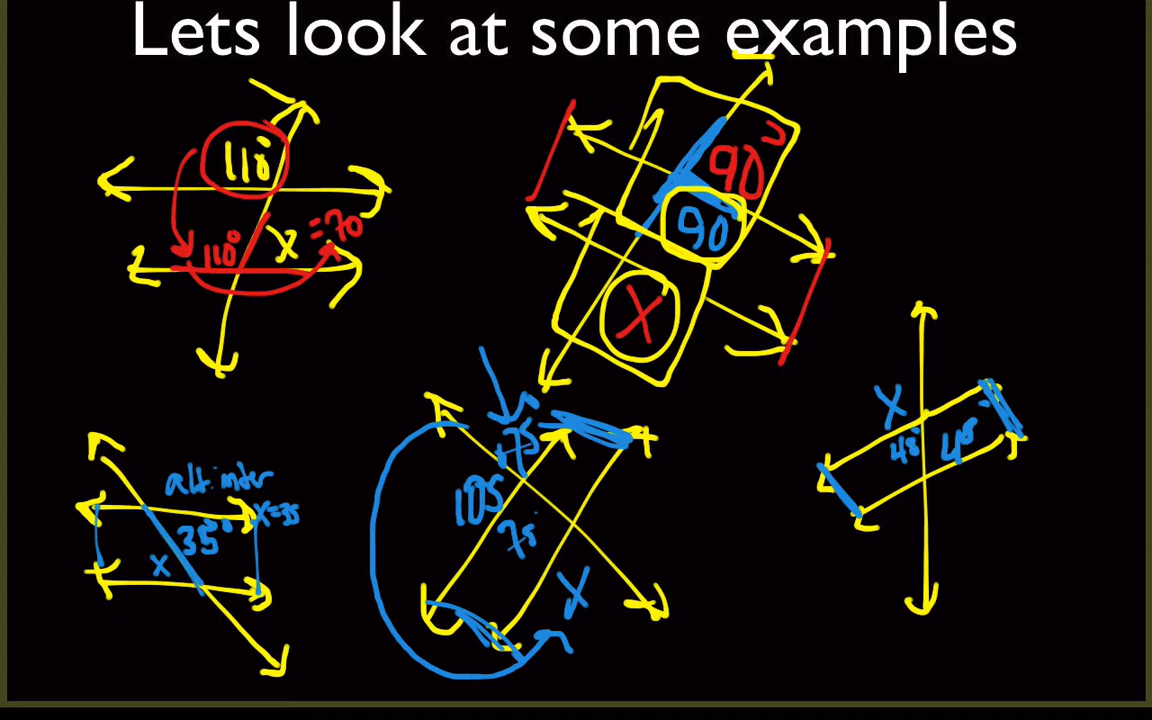 Lets look at some examples
110°
110°
X
=70
90
90
X
alt. inter
35°
X=35
X
75
105
75°
X
X
48
48°